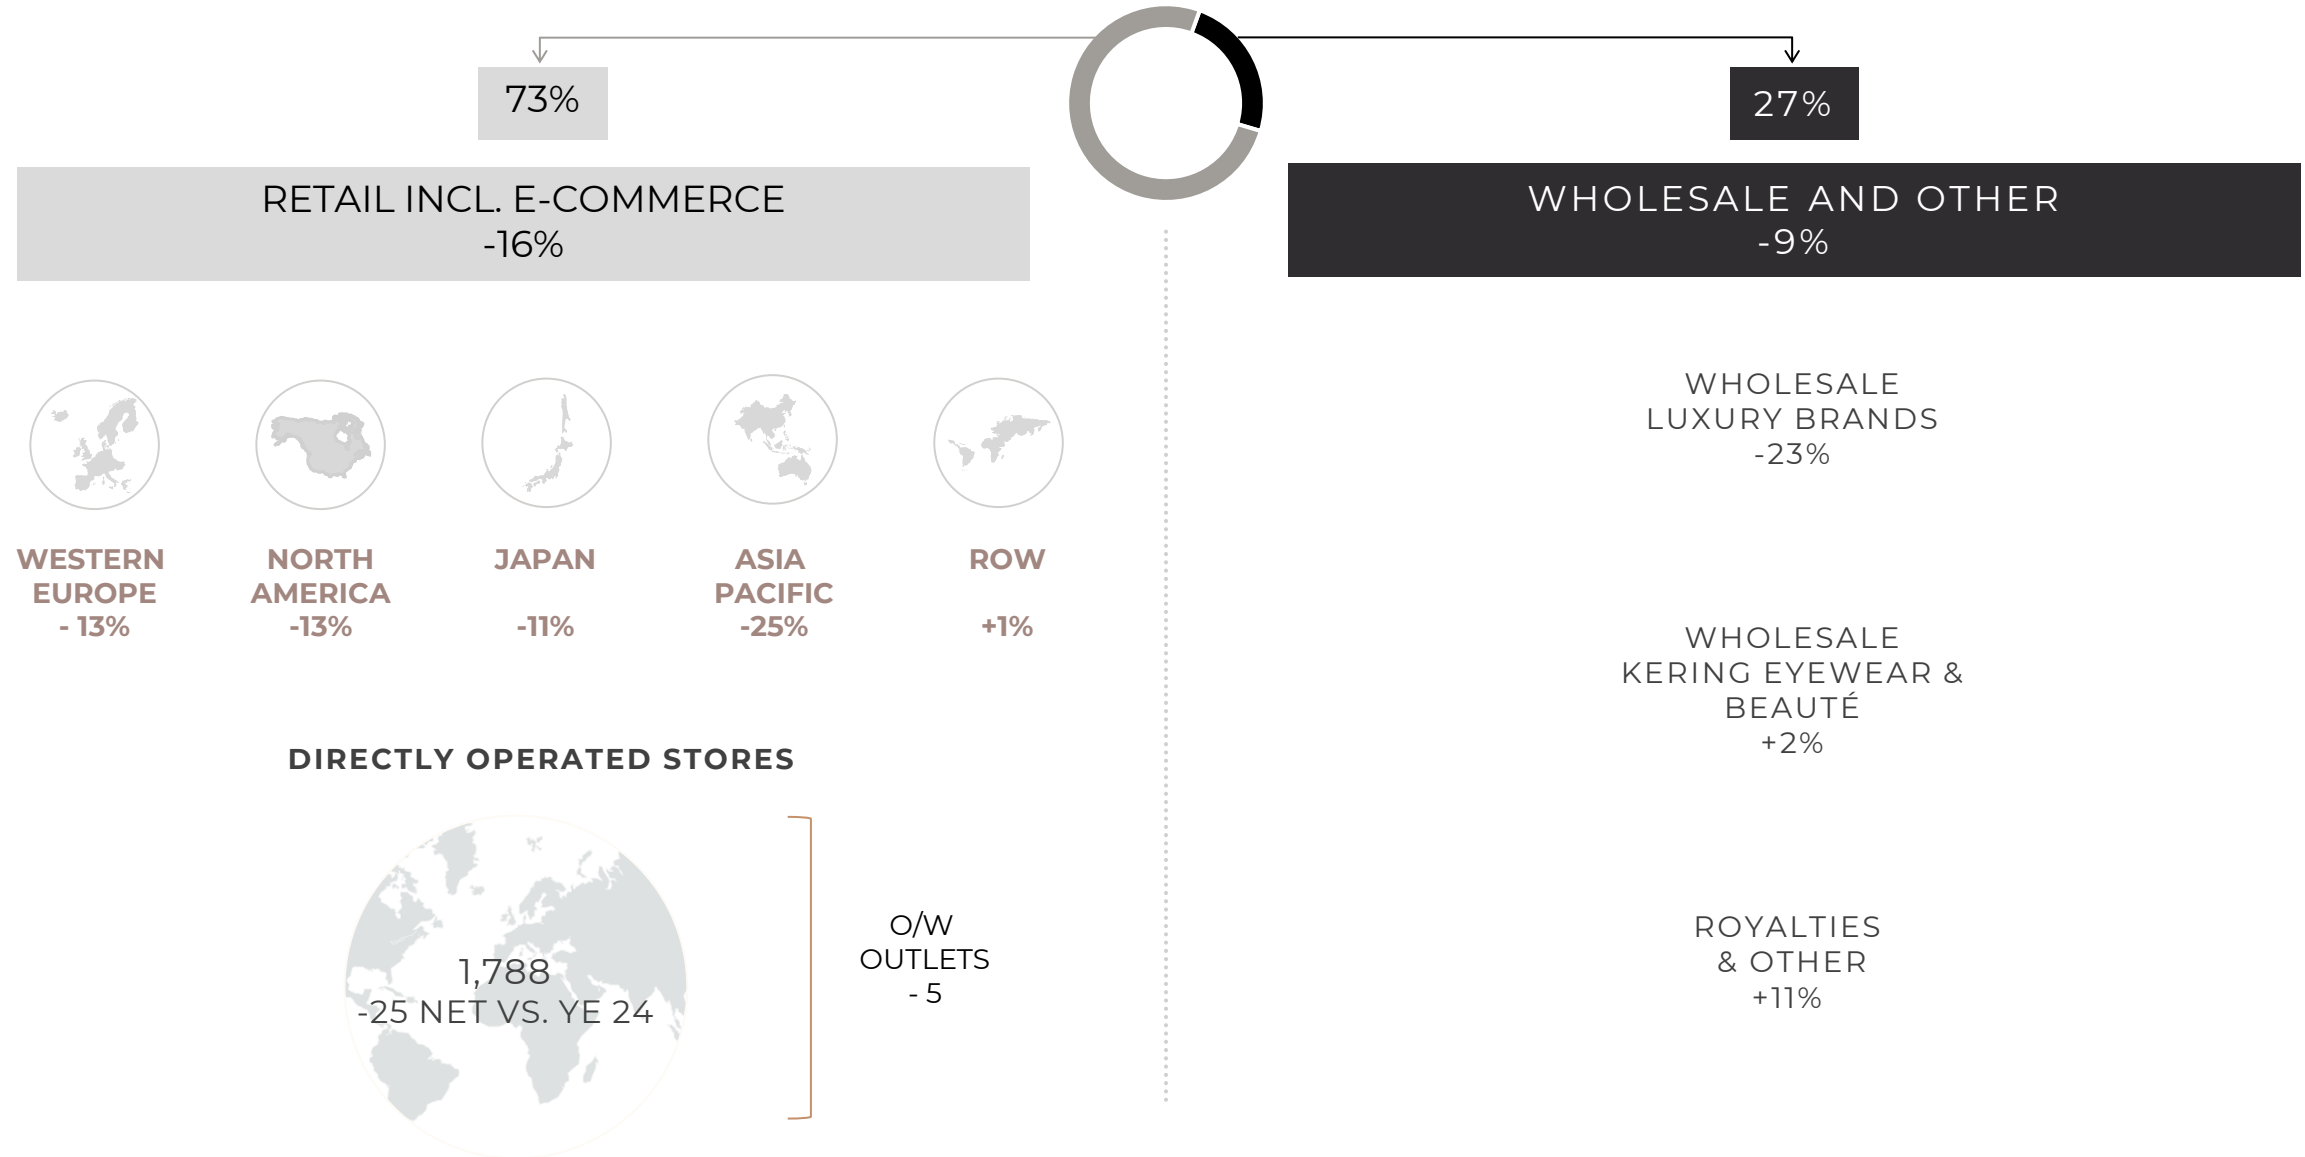 73%
RETAIL INCL. E-COMMERCE
-16%
WESTERN
EUROPE
- 13%
NORTH
AMERICA
-13%
JAPAN
-11%
ASIA
PACIFIC
-25%
ROW
+1%
DIRECTLY OPERATED STORES
1,788
-25 NET VS. YE 24
O/W
OUTLETS
- 5
27%
WHOLESALE AND OTHER
-9%
WHOLESALE
LUXURY BRANDS
-23%
WHOLESALE
KERING EYEWEAR &
BEAUTÉ
+2%
ROYALTIES
& OTHER
+11%